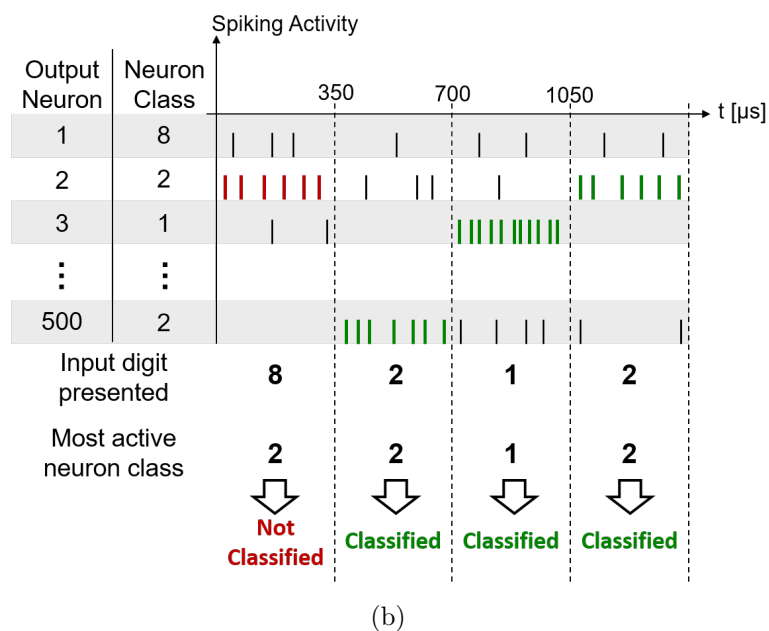 Spiking Activity
Output Neuron
Neuron Class
350 700 1050
t [µs]
1 8
2 2
3 1
⋮ ⋮
500 2
Input digit presented
8 2 1 2
Most active neuron class
2 2 1 2
Not Classified
Classified
Classified
Classified
(b)